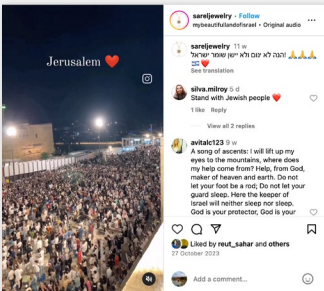 Jerusalem ❤️
sareljewelry • Follow
mybeautifullandofisrael • Original audio
sareljewelry 11 w
הנה לא ינום ולא יישן שומר ישראל! 🙏🙏🙏
🇮🇱❤️
See translation
silva.milroy 5 d
Stand with Jewish people ❤️
1 like Reply
View all 2 replies
avitalc123 9 w
A song of ascents: I will lift up my
eyes to the mountains, where does
my help come from? Help, from God,
maker of heaven and earth. Do not
let your foot be a rod; Do not let your
guard sleep. Here the keeper of
Israel will neither sleep nor sleep.
God is your protector, God is your
Liked by reut_sahar and others
27 October 2023
Add a comment...